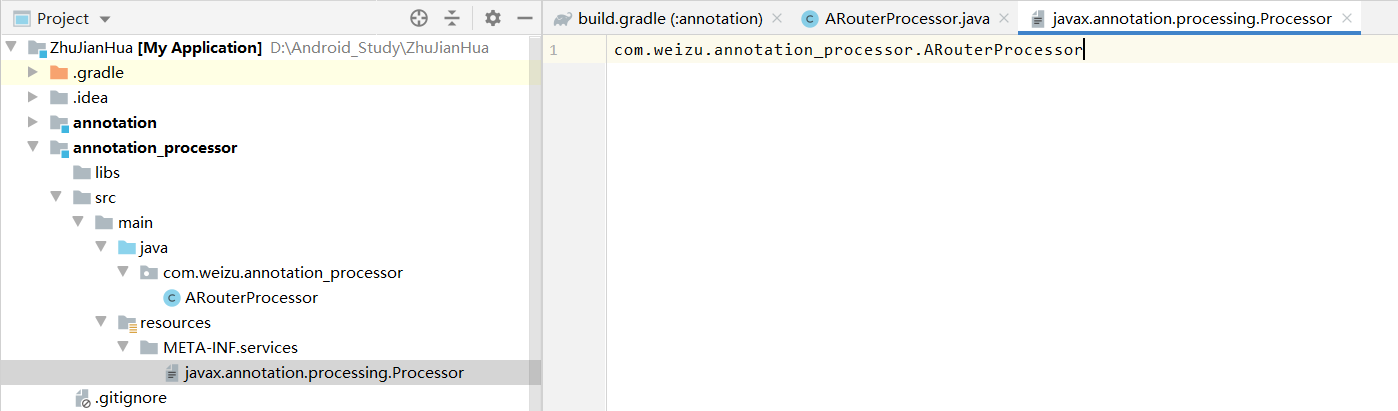 Project
build.gradle (:annotation)
ARouterProcessor.java
javax.annotation.processing.Processor
ZhuJianHua [My Application] D:\Android_Study\ZhuJianHua
.gradle
.idea
annotation
annotation_processor
libs
src
main
java
com.weizu.annotation_processor
ARouterProcessor
resources
META-INF.services
javax.annotation.processing.Processor
.gitignore
1 com.weizu.annotation_processor.ARouterProcessor